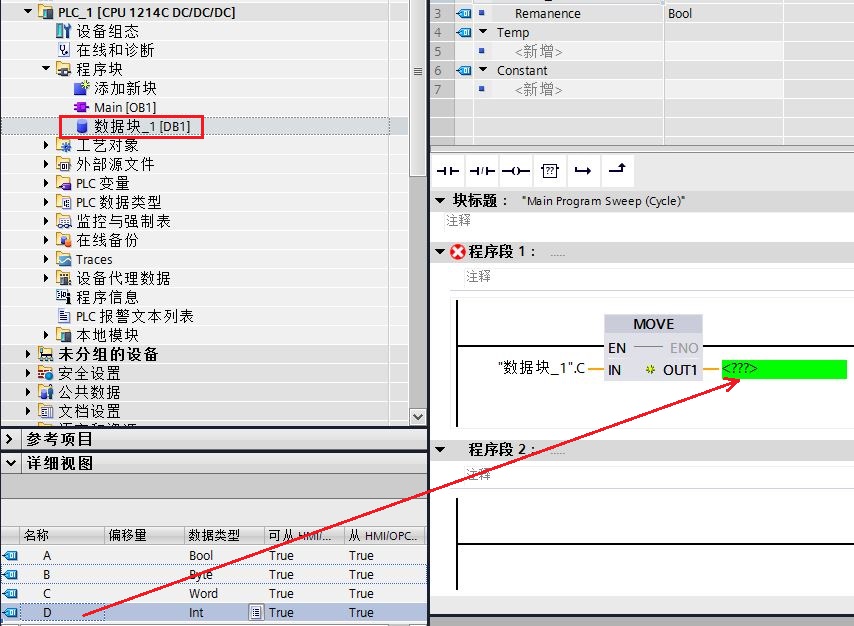 PLC_1 [CPU 1214C DC/DC/DC]
设备组态
在线和诊断
程序块
添加新块
Main [OB1]
数据块_1 [DB1]
工艺对象
外部源文件
PLC 变量
PLC 数据类型
监控与强制表
在线备份
Traces
设备代理数据
程序信息
PLC 报警文本列表
本地模块
未分组的设备
安全设置
公共数据
文档设置
参考项目
详细视图
名称 偏移量 数据类型 可从 HMI/... 从 HMI/OPC..
A Bool True True
B Byte True True
C Word True True
D Int True True
3 Remanence Bool
4 Temp
5 <新增>
6 Constant
7 <新增>
??
块标题： "Main Program Sweep (Cycle)"
注释
程序段 1： .....
注释
MOVE
EN ENO
"数据块_1".C IN OUT1 <???>
程序段 2： .....
注释